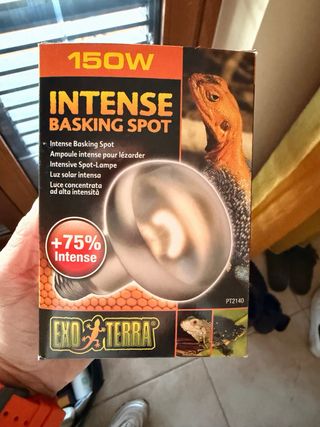 150W
INTENSE
BASKING SPOT
Intense Basking Spot
Ampoule intense pour lézarder
Intensive Spot-Lampe
Luz solar intensa
Luce concentrata
ad alta intensità
+75%
Intense
PT2140
EXO TERRA